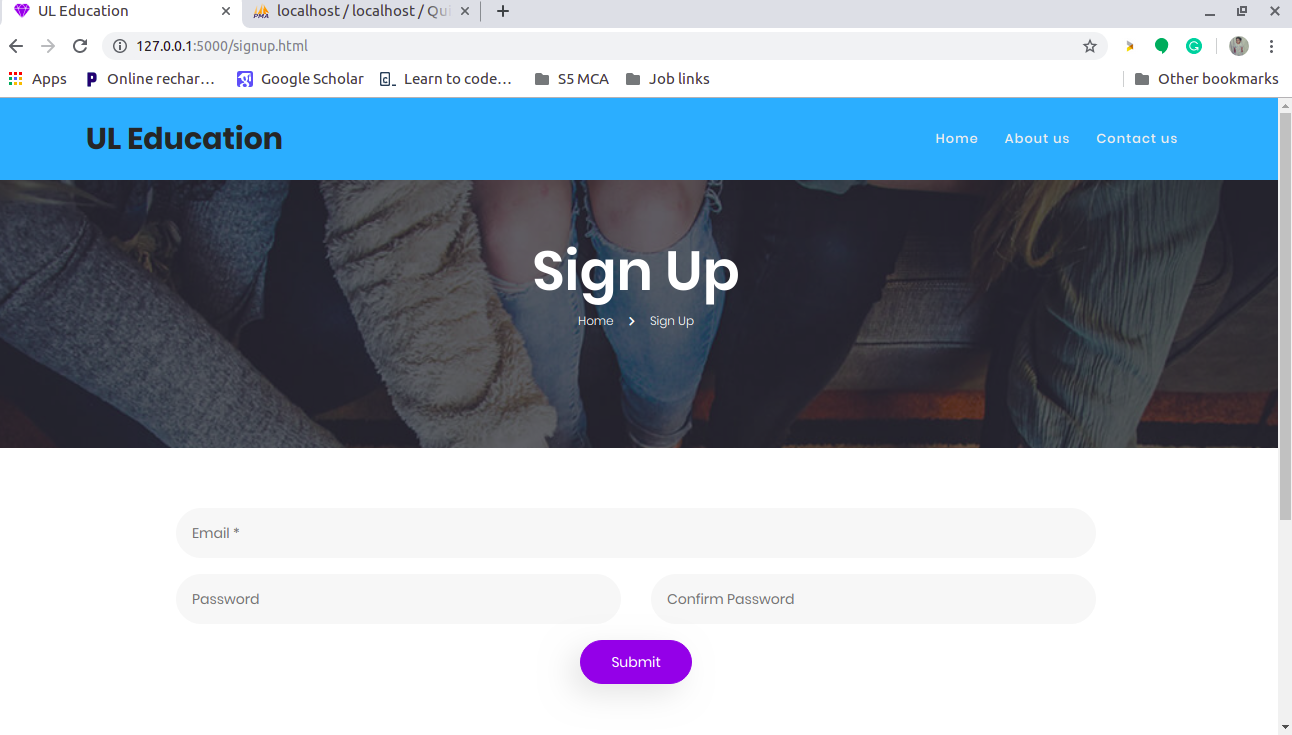 UL Education
localhost / localhost / Qui
127.0.0.1:5000/signup.html
Apps
Online rechar…
Google Scholar
Learn to code…
S5 MCA
Job links
Other bookmarks
UL Education
Home
About us
Contact us
Sign Up
Home
Sign Up
Email *
Password
Confirm Password
Submit